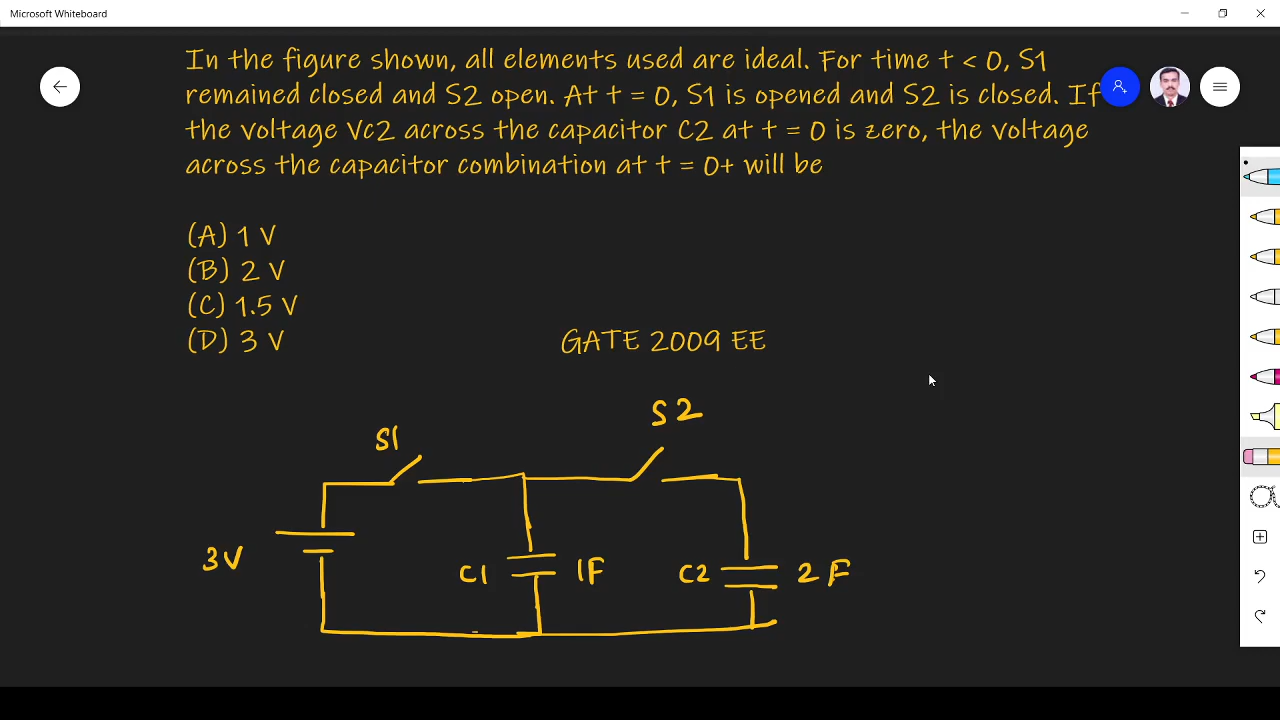 Microsoft Whiteboard
In the figure shown, all elements used are ideal. For time t < 0, S1
remained closed and S2 open. At t = 0, S1 is opened and S2 is closed. If
the voltage Vc2 across the capacitor C2 at t = 0 is zero, the voltage
across the capacitor combination at t = 0+ will be
(A) 1 V
(B) 2 V
(C) 1.5 V
(D) 3 V
GATE 2009 EE
S2
S1
3V
C1
1F
C2
2 F